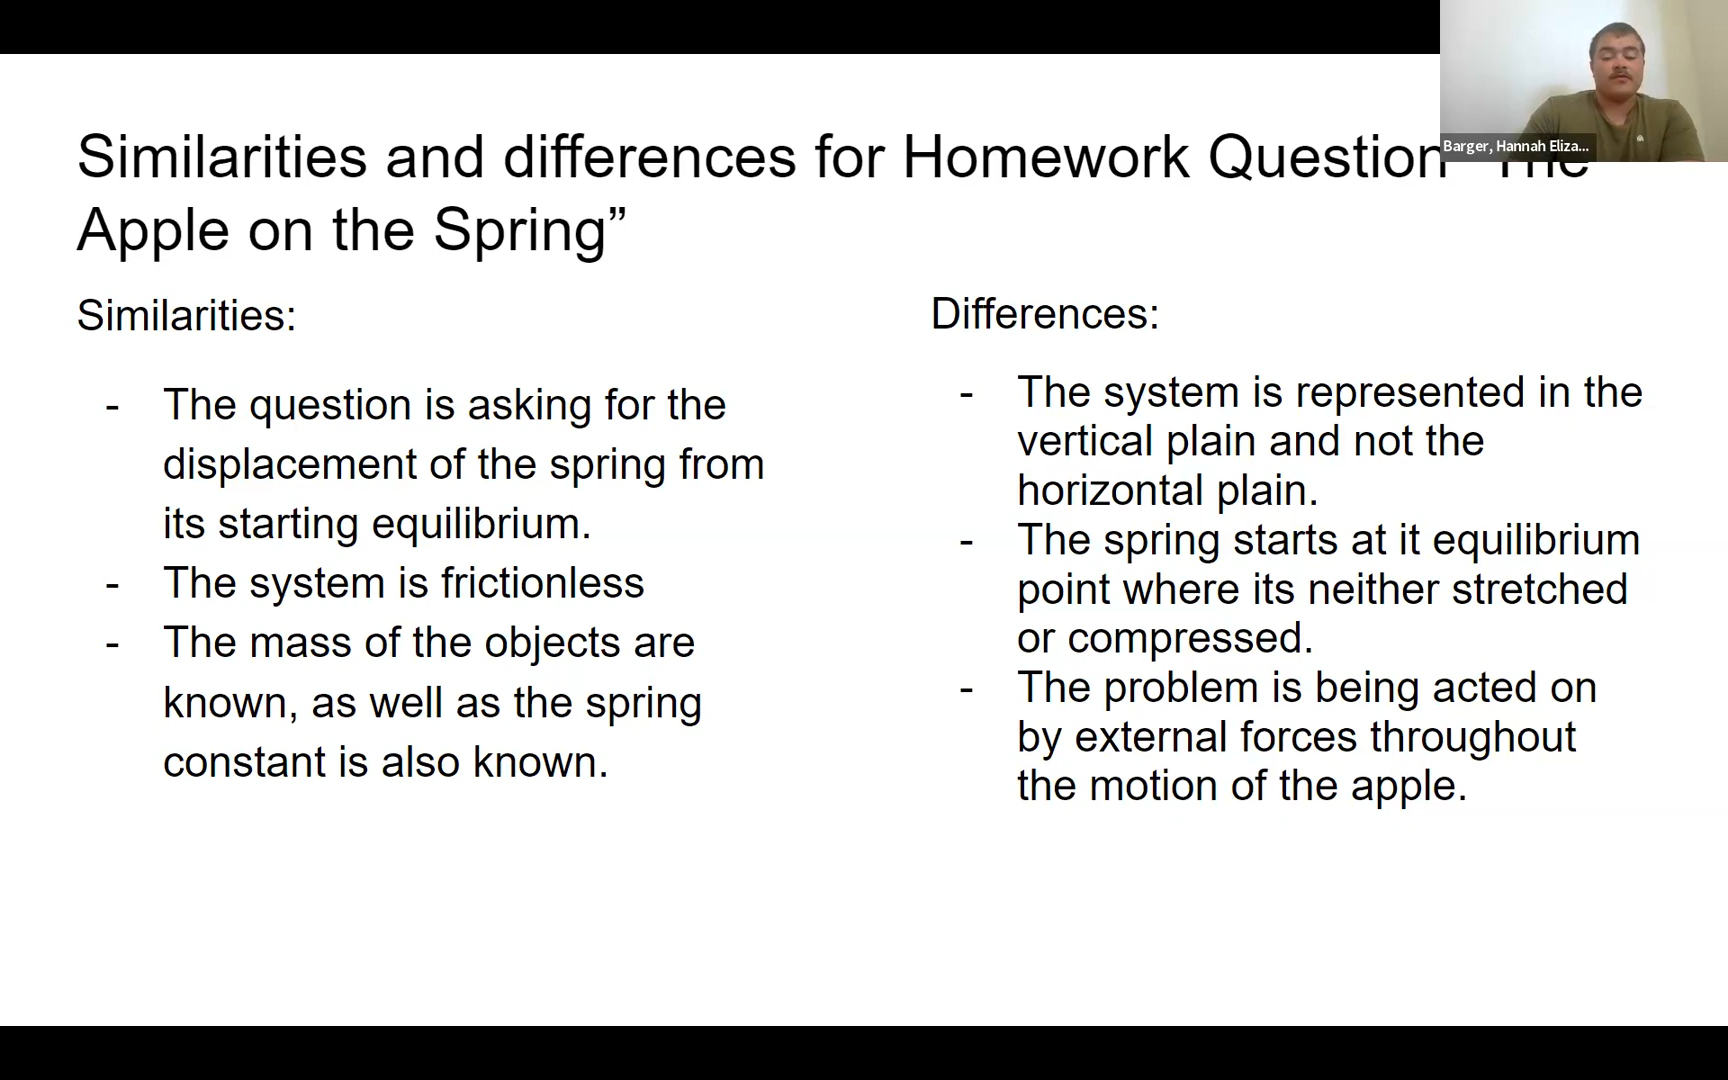 Similarities and differences for Homework Question "The
Apple on the Spring”
Barger, Hannah Eliza...
Similarities:
- The question is asking for the
displacement of the spring from
its starting equilibrium.
- The system is frictionless
- The mass of the objects are
known, as well as the spring
constant is also known.
Differences:
- The system is represented in the
vertical plain and not the
horizontal plain.
- The spring starts at it equilibrium
point where its neither stretched
or compressed.
- The problem is being acted on
by external forces throughout
the motion of the apple.